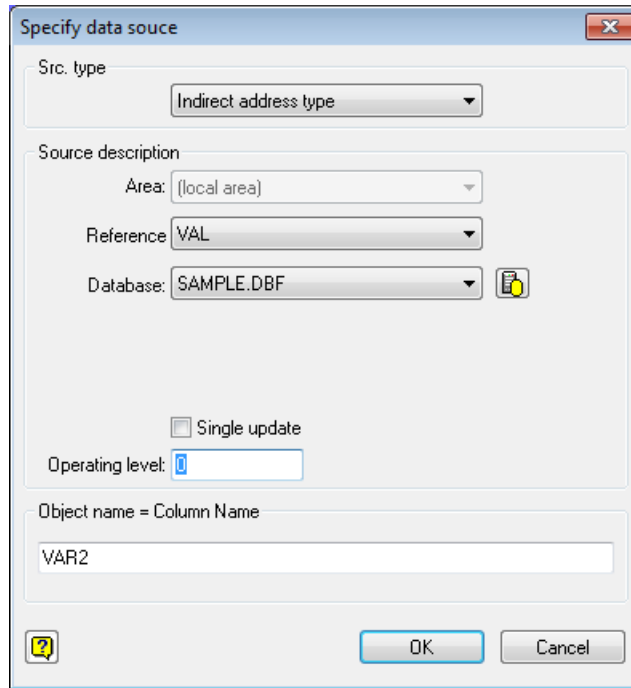 Specify data souce
Src. type
Indirect address type
Source description
Area: (local area)
Reference VAL
Database: SAMPLE.DBF
Single update
Operating level: 0
Object name = Column Name
VAR2
OK Cancel